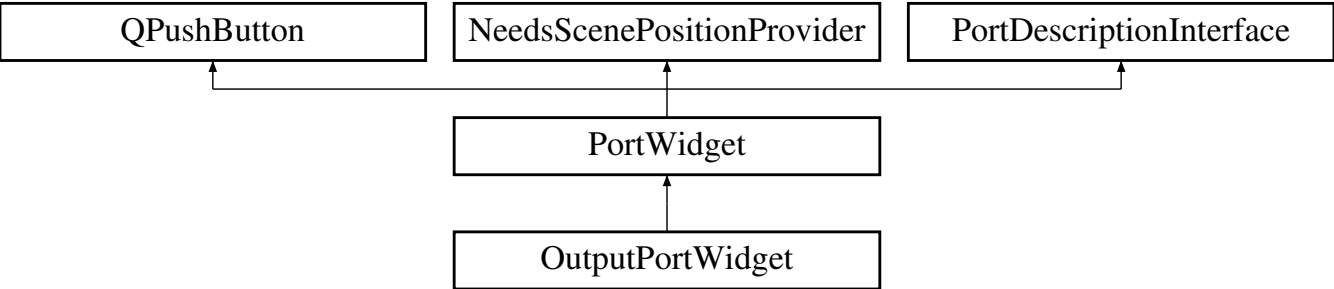 QPushButton
NeedsScenePositionProvider
PortDescriptionInterface
PortWidget
OutputPortWidget